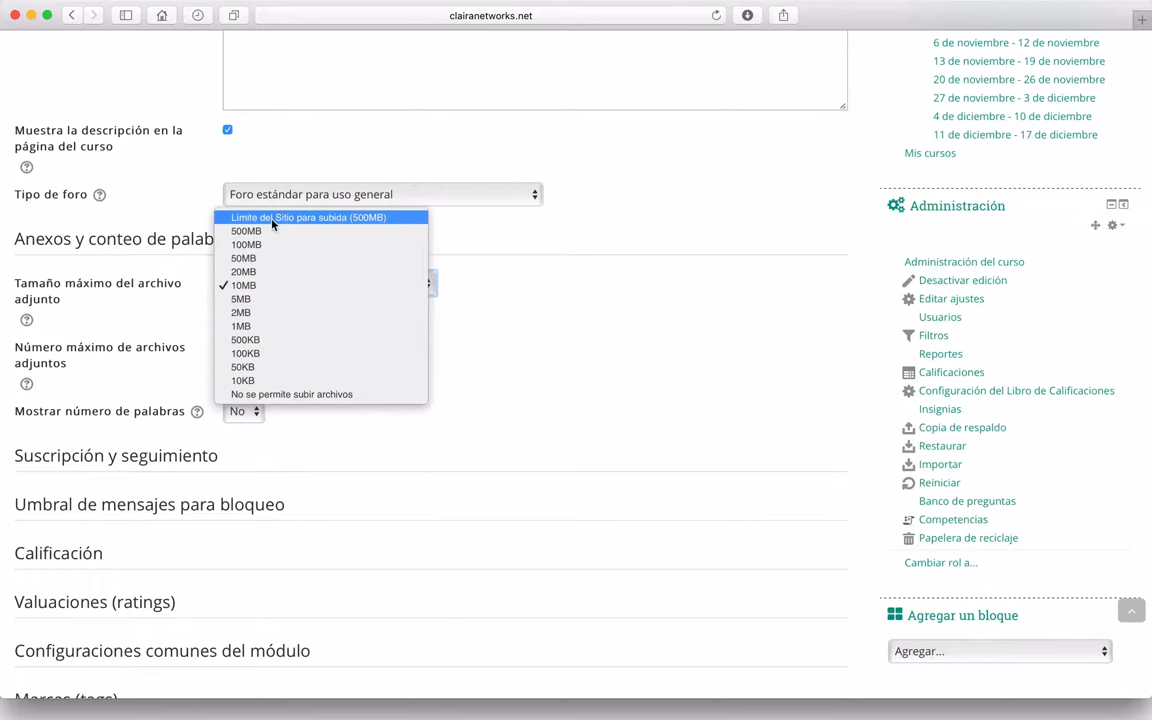 clairanetworks.net
Muestra la descripción en la
página del curso
Tipo de foro
Foro estándar para uso general
Límite del Sitio para subida (500MB)
Anexos y conteo de palab
500MB
100MB
50MB
20MB
Tamaño máximo del archivo
adjunto
10MB
5MB
2MB
1MB
Número máximo de archivos
adjuntos
500KB
100KB
50KB
10KB
No se permite subir archivos
Mostrar número de palabras
No
Suscripción y seguimiento
Umbral de mensajes para bloqueo
Calificación
Valuaciones (ratings)
Configuraciones comunes del módulo
Marcas (tags)
6 de noviembre - 12 de noviembre
13 de noviembre - 19 de noviembre
20 de noviembre - 26 de noviembre
27 de noviembre - 3 de diciembre
4 de diciembre - 10 de diciembre
11 de diciembre - 17 de diciembre
Mis cursos
Administración
Administración del curso
Desactivar edición
Editar ajustes
Usuarios
Filtros
Reportes
Calificaciones
Configuración del Libro de Calificaciones
Insignias
Copia de respaldo
Restaurar
Importar
Reiniciar
Banco de preguntas
Competencias
Papelera de reciclaje
Cambiar rol a...
Agregar un bloque
Agregar...